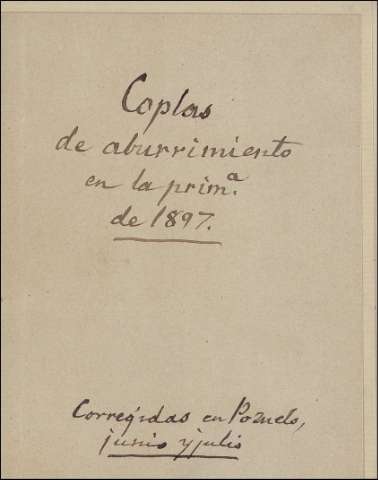 Coplas
de aburrimiento
en la prim.ª
de 1897.
Corregidas en Pozuelo,
junio y julio